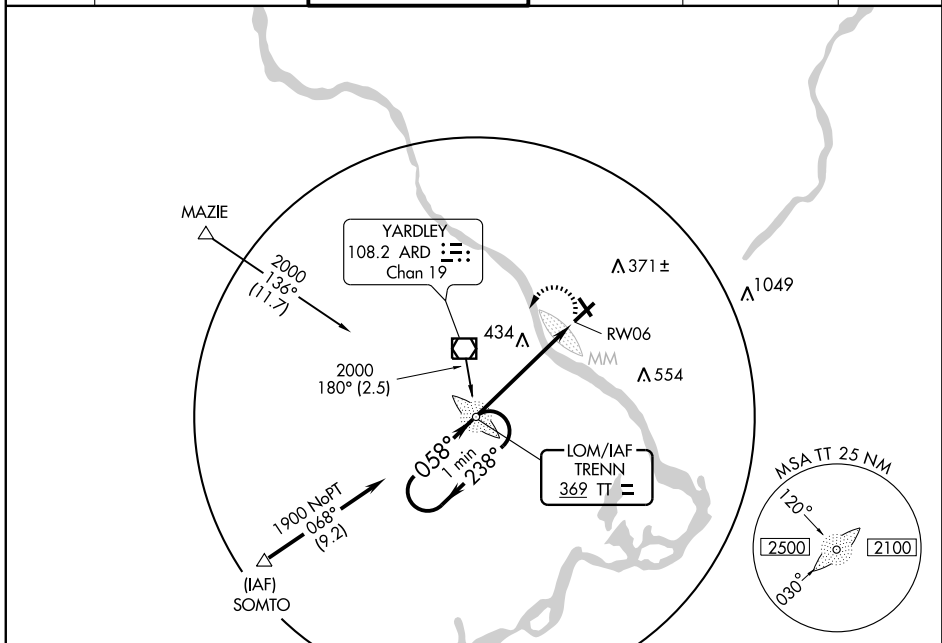 MAZIE
2000
136°
(11.7)
YARDLEY
108.2 ARD
Chan 19
371±
1049
434
RW06
MM
554
2000
180° (2.5)
058°
1 min
238°
LOM/IAF
TRENN
369 TT
1900 NoPT
068°
(9.2)
(IAF)
SOMTO
MSA TT 25 NM
120°
2500
2100
030°